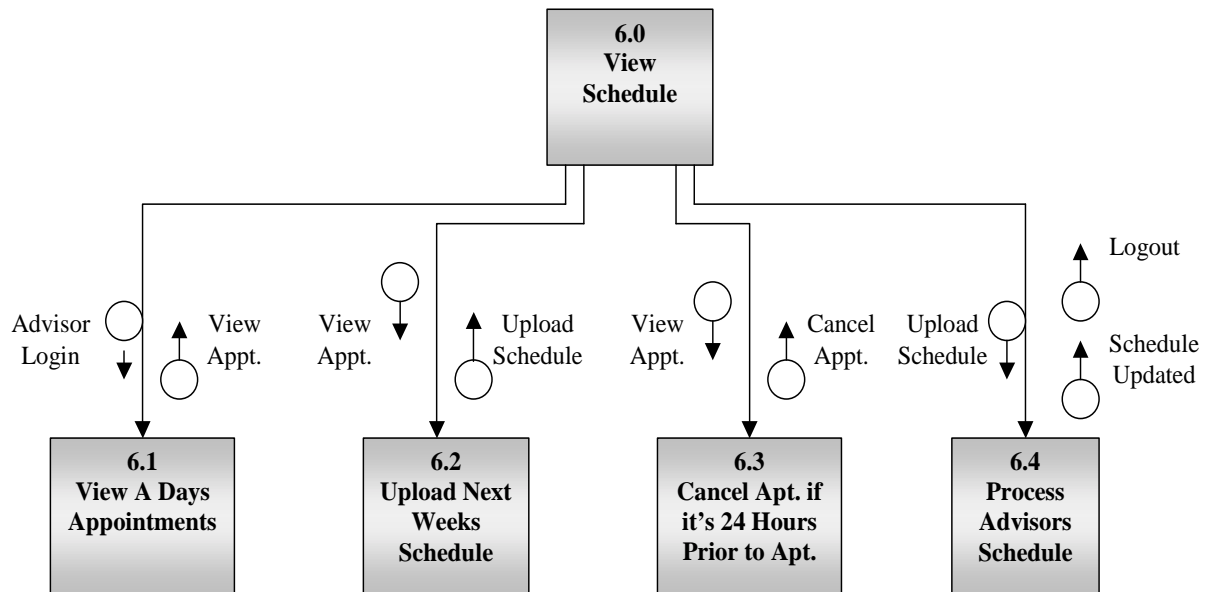 6.0
View
Schedule
Advisor
Login
View
Appt.
View
Appt.
Upload
Schedule
View
Appt.
Cancel
Appt.
Upload
Schedule
Logout
Schedule
Updated
6.1
View A Days
Appointments
6.2
Upload Next
Weeks
Schedule
6.3
Cancel Apt. if
it's 24 Hours
Prior to Apt.
6.4
Process
Advisors
Schedule